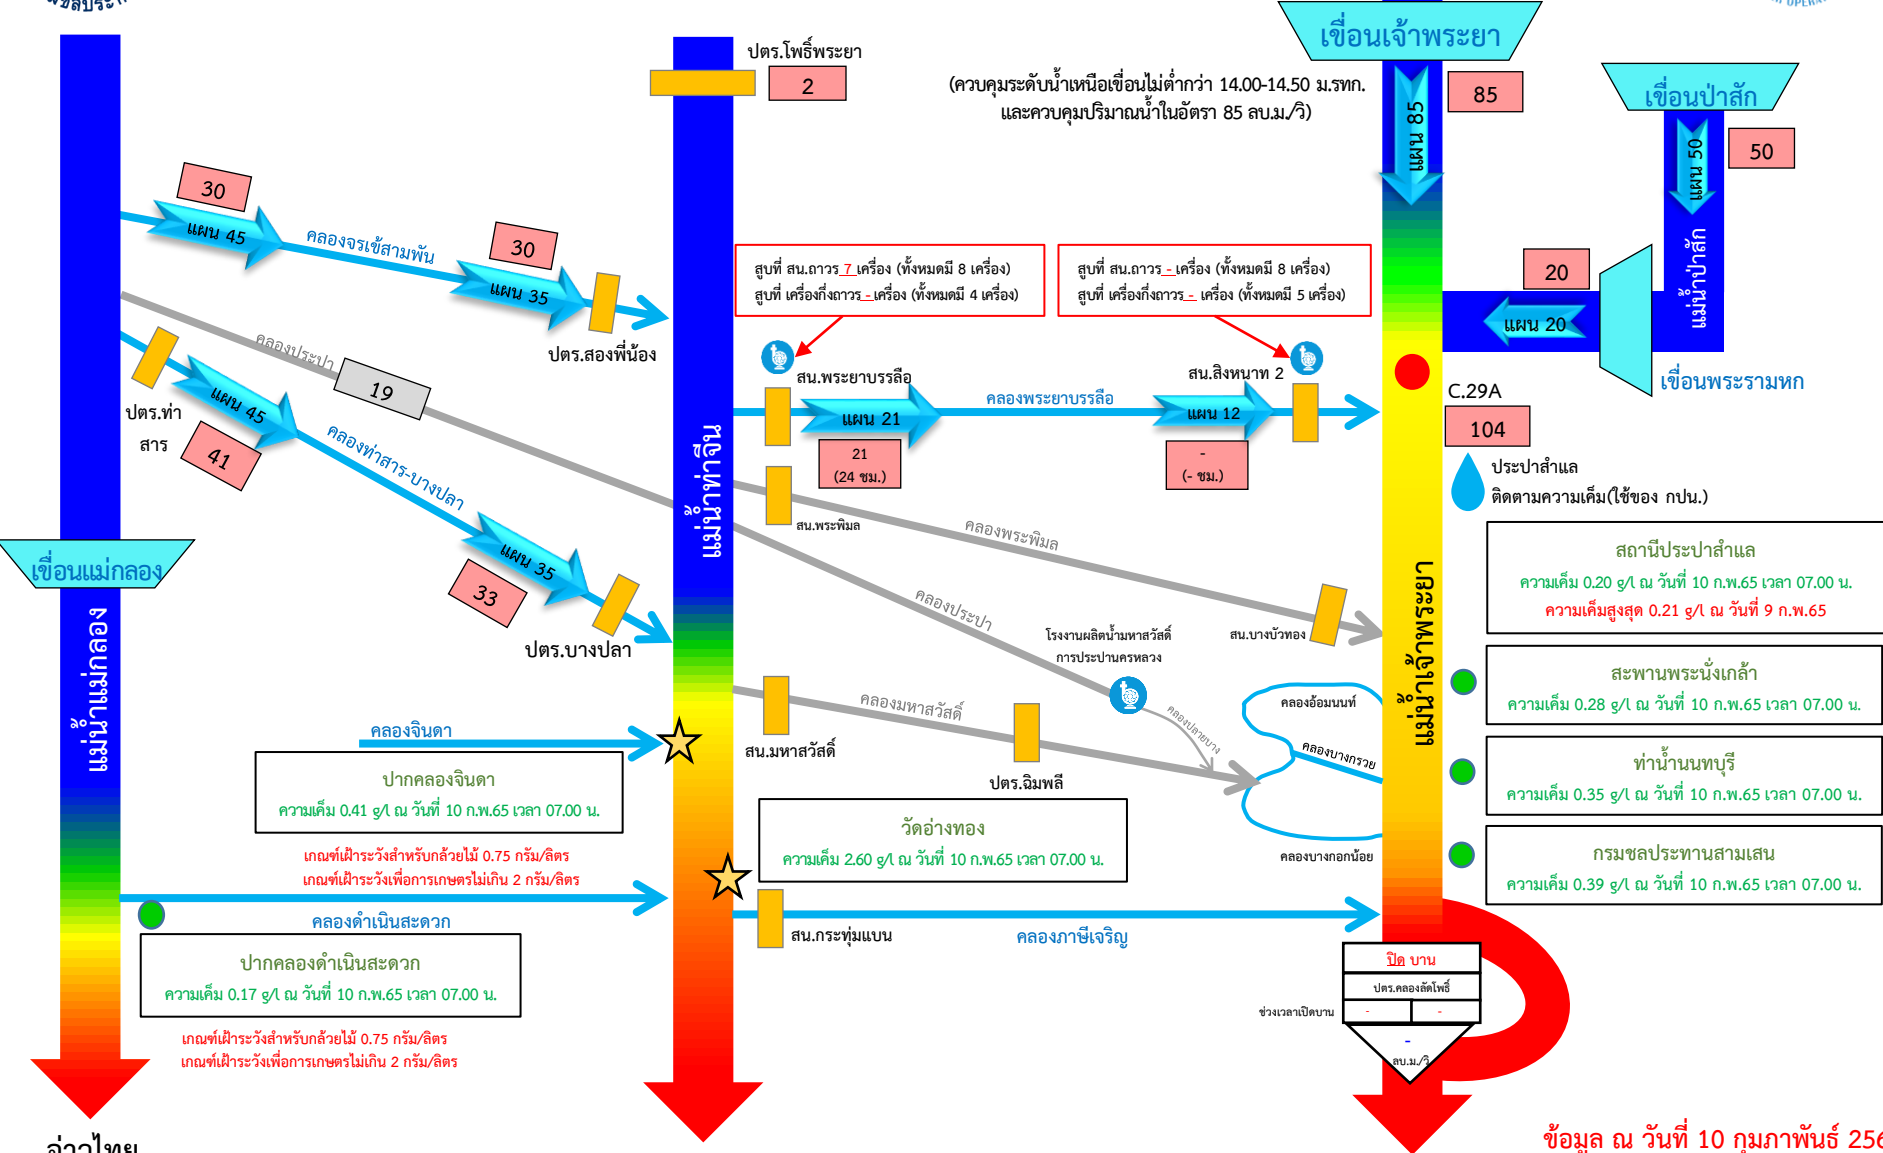 ปตร.โพธิ์พระยา
2
เขื่อนเจ้าพระยา
(ควบคุมระดับน้ำเหนือเขื่อนไม่ต่ำกว่า 14.00-14.50 ม.รทก.
และควบคุมปริมาณน้ำในอัตรา 85 ลบ.ม./วิ)
85
แผน 85
เขื่อนป่าสัก
แผน 50
50
แม่น้ำป่าสัก
20
แผน 20
เขื่อนพระรามหก
30
แผน 45
คลองจรเข้สามพัน
30
แผน 35
ปตร.สองพี่น้อง
สูบที่ สน.ถาวร 7 เครื่อง (ทั้งหมดมี 8 เครื่อง)
สูบที่ เครื่องกึ่งถาวร - เครื่อง (ทั้งหมดมี 4 เครื่อง)
สูบที่ สน.ถาวร - เครื่อง (ทั้งหมดมี 8 เครื่อง)
สูบที่ เครื่องกึ่งถาวร - เครื่อง (ทั้งหมดมี 5 เครื่อง)
คลองประปา
19
ปตร.ท่า
สาร
แผน 45
41
คลองท่าสาร-บางปลา
แผน 35
33
ปตร.บางปลา
สน.พระยาบรรลือ
แผน 21
21
(24 ชม.)
คลองพระยาบรรลือ
สน.สิงหนาท 2
แผน 12
-
(- ชม.)
C.29A
104
ประปาสำแล
ติดตามความเค็ม(ใช้ของ กปน.)
แม่น้ำท่าจีน
สน.พระพิมล
คลองพระพิมล
สน.บางบัวทอง
คลองประปา
โรงงานผลิตน้ำมหาสวัสดิ์
การประปานครหลวง
แม่น้ำเจ้าพระยา
สถานีประปาสำแล
ความเค็ม 0.20 g/l ณ วันที่ 10 ก.พ.65 เวลา 07.00 น.
ความเค็มสูงสุด 0.21 g/l ณ วันที่ 9 ก.พ.65
สะพานพระนั่งเกล้า
ความเค็ม 0.28 g/l ณ วันที่ 10 ก.พ.65 เวลา 07.00 น.
ท่าน้ำนนทบุรี
ความเค็ม 0.35 g/l ณ วันที่ 10 ก.พ.65 เวลา 07.00 น.
กรมชลประทานสามเสน
ความเค็ม 0.39 g/l ณ วันที่ 10 ก.พ.65 เวลา 07.00 น.
เขื่อนแม่กลอง
แม่น้ำแม่กลอง
คลองจินดา
ปากคลองจินดา
ความเค็ม 0.41 g/l ณ วันที่ 10 ก.พ.65 เวลา 07.00 น.
เกณฑ์เฝ้าระวังสำหรับกล้วยไม้ 0.75 กรัม/ลิตร
เกณฑ์เฝ้าระวังเพื่อการเกษตรไม่เกิน 2 กรัม/ลิตร
สน.มหาสวัสดิ์
คลองมหาสวัสดิ์
ปตร.ฉิมพลี
คลองปลายบาง
คลองอ้อมนนท์
คลองบางกรวย
คลองบางกอกน้อย
วัดอ่างทอง
ความเค็ม 2.60 g/l ณ วันที่ 10 ก.พ.65 เวลา 07.00 น.
คลองดำเนินสะดวก
ปากคลองดำเนินสะดวก
ความเค็ม 0.17 g/l ณ วันที่ 10 ก.พ.65 เวลา 07.00 น.
เกณฑ์เฝ้าระวังสำหรับกล้วยไม้ 0.75 กรัม/ลิตร
เกณฑ์เฝ้าระวังเพื่อการเกษตรไม่เกิน 2 กรัม/ลิตร
สน.กระทุ่มแบน
คลองภาษีเจริญ
ปิด บาน
ปตร.คลองลัดโพธิ์
ช่วงเวลาเปิดบาน
-
-
-
ลบ.ม./วิ
อ่าวไทย
ข้อมูล ณ วันที่ 10 กุมภาพันธ์ 256